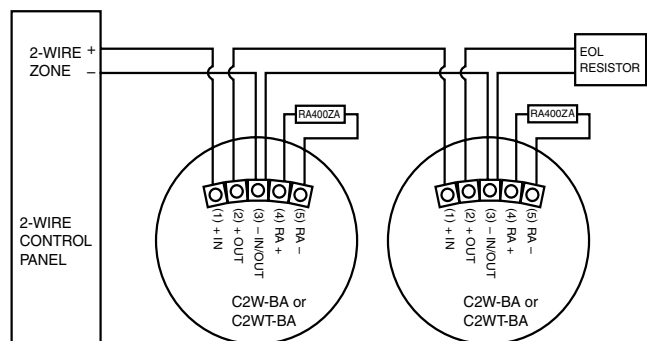 2-WIRE +
ZONE –
EOL
RESISTOR
RA400ZA
RA400ZA
(1) + IN
(2) + OUT
(3) – IN/OUT
(4) RA +
(5) RA –
(1) + IN
(2) + OUT
(3) – IN/OUT
(4) RA +
(5) RA –
2-WIRE
CONTROL
PANEL
C2W-BA or
C2WT-BA
C2W-BA or
C2WT-BA